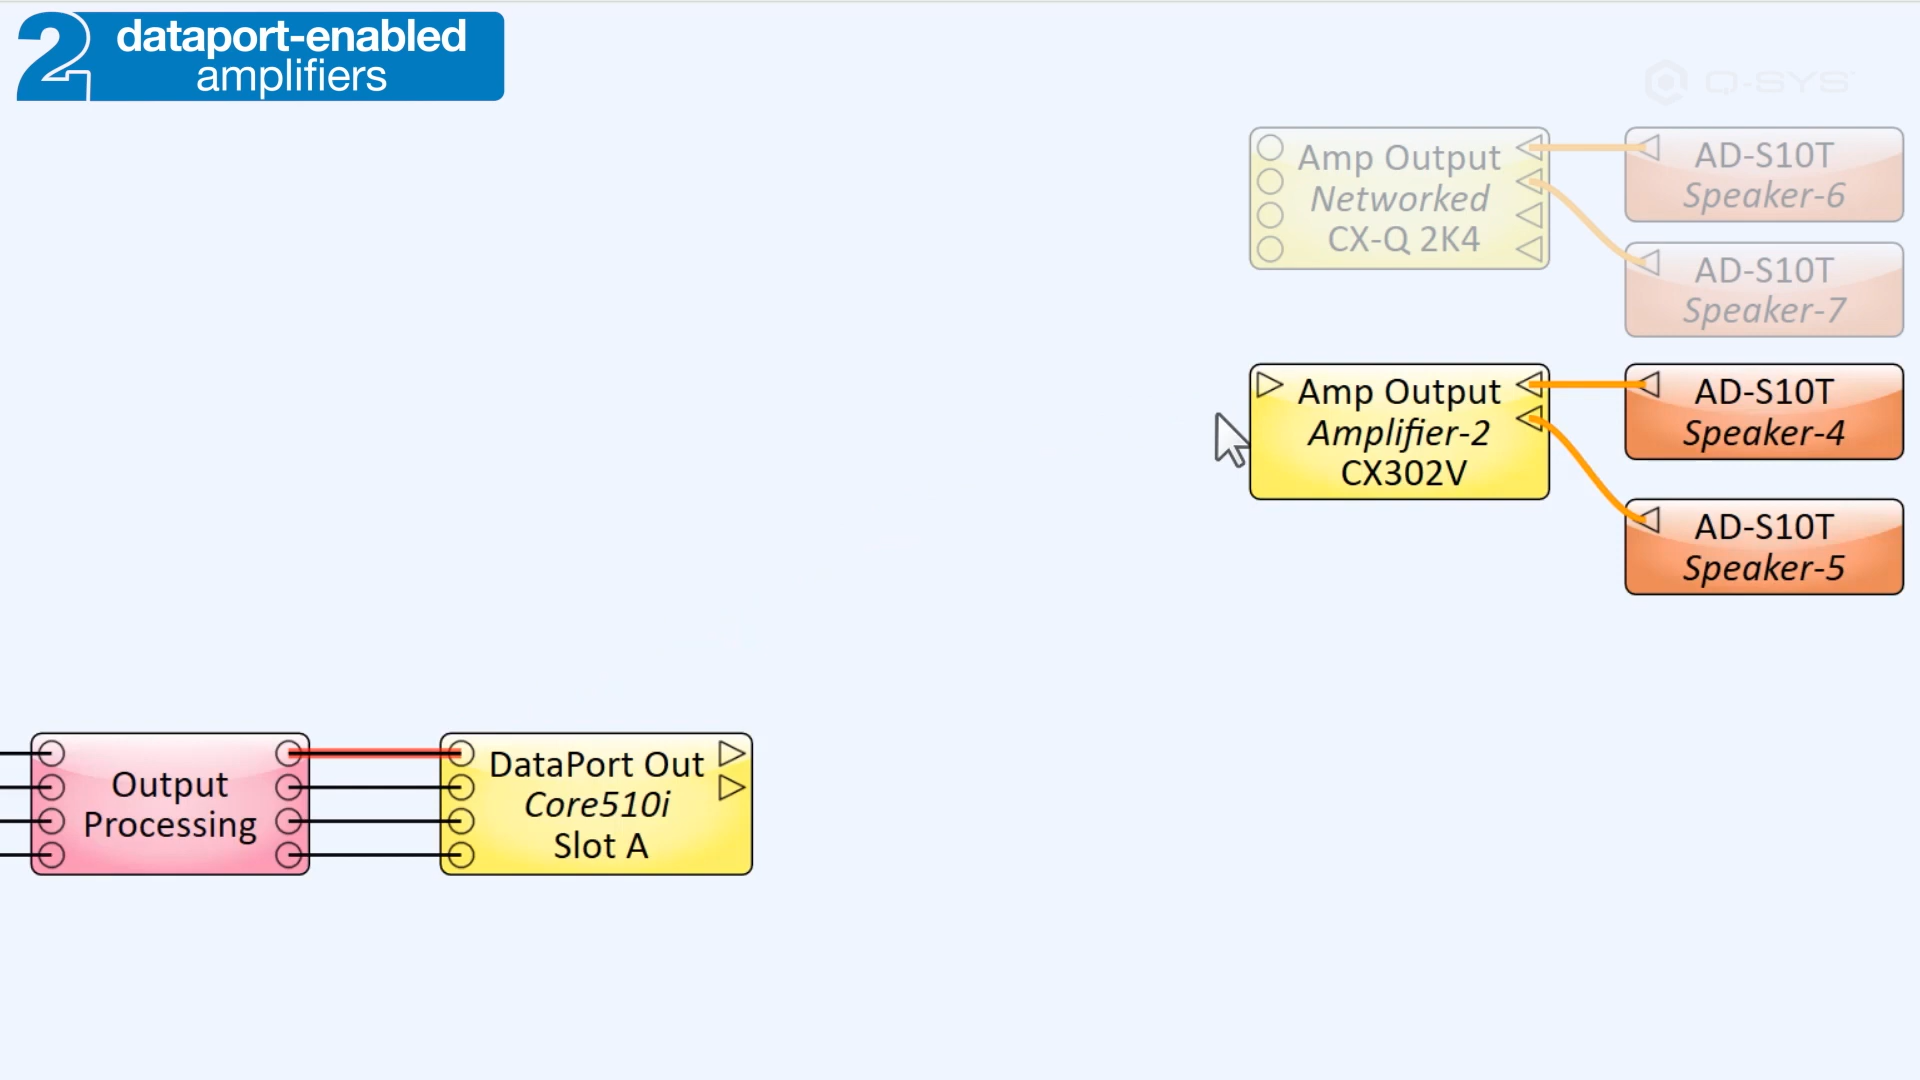 2
dataport-enabled
amplifiers
Q-SYS
Amp Output
Networked
CX-Q 2K4
AD-S10T
Speaker-6
AD-S10T
Speaker-7
Amp Output
Amplifier-2
CX302V
AD-S10T
Speaker-4
AD-S10T
Speaker-5
Output
Processing
DataPort Out
Core510i
Slot A